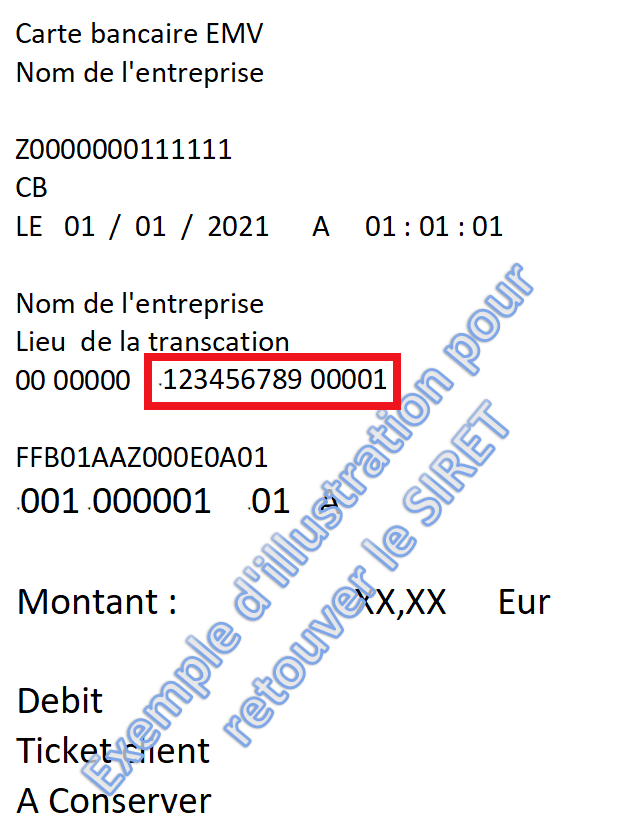 Carte bancaire EMV
Nom de l'entreprise
Z0000000111111
CB
LE 01 / 01 / 2021 A 01 : 01 : 01
Nom de l'entreprise
Lieu de la transcation
00 00000 .123456789 00001
FFB01AAZ000E0A01
.001 .000001 .01 a
Montant : XX,XX Eur
Debit
Ticket client
A Conserver
Exemple d'illustration pour
retouver le SIRET